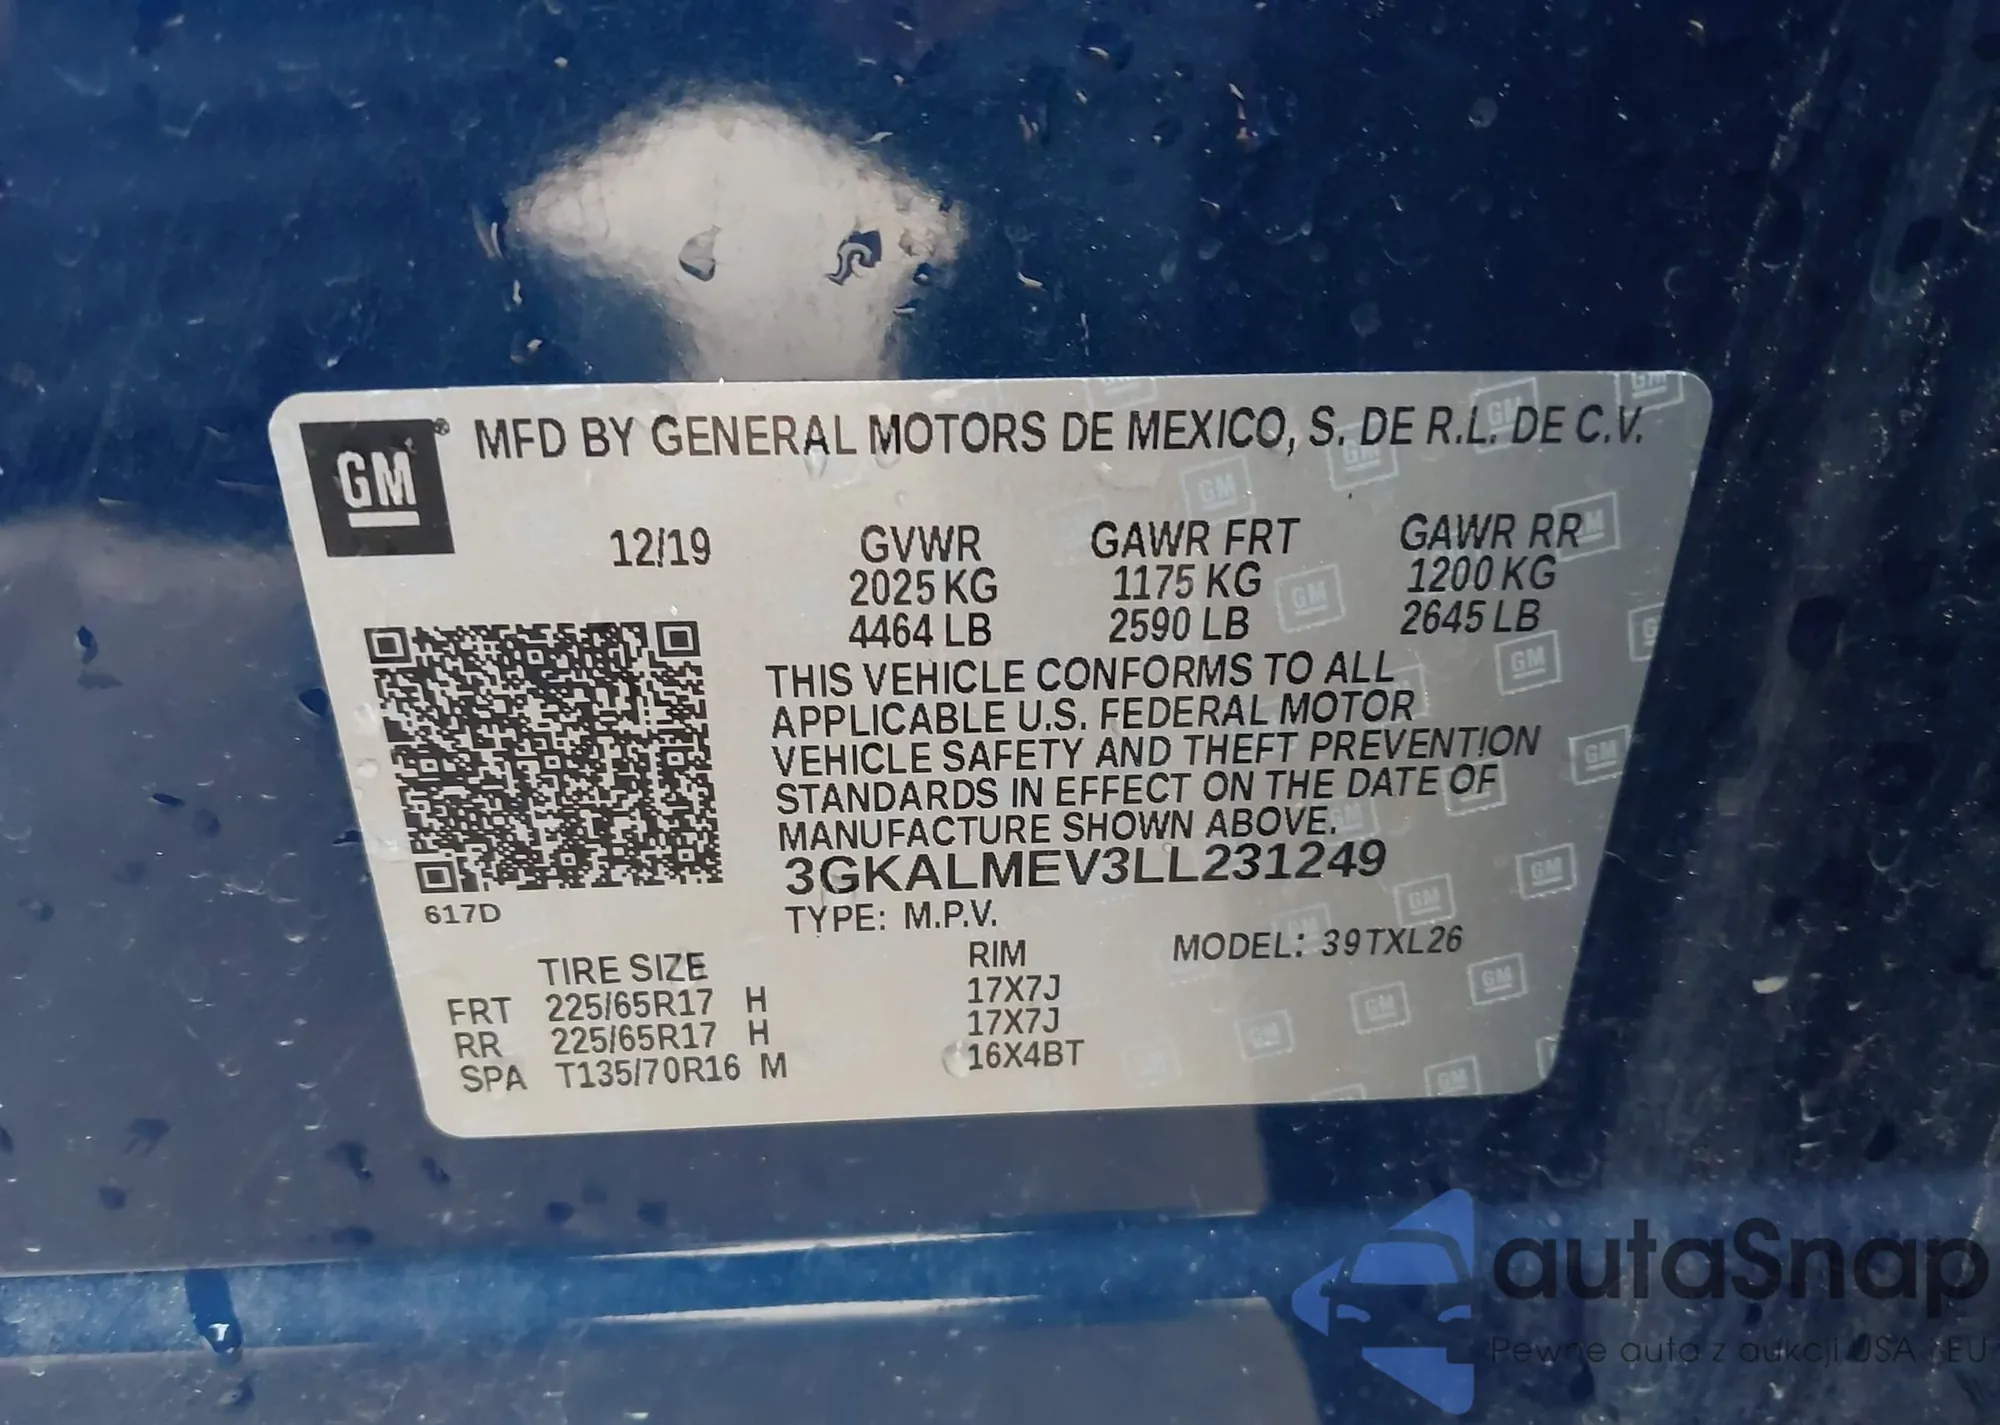 GM® MFD BY GENERAL MOTORS DE MEXICO, S. DE R.L. DE C.V.
12/19 GVWR GAWR FRT GAWR RR
2025 KG 1175 KG 1200 KG
4464 LB 2590 LB 2645 LB
THIS VEHICLE CONFORMS TO ALL
APPLICABLE U.S. FEDERAL MOTOR
VEHICLE SAFETY AND THEFT PREVENTION
STANDARDS IN EFFECT ON THE DATE OF
MANUFACTURE SHOWN ABOVE.
3GKALMEV3LL231249
617D TYPE: M.P.V.
TIRE SIZE RIM MODEL: 39TXL26
FRT 225/65R17 H 17X7J
RR 225/65R17 H 17X7J
SPA T135/70R16 M 16X4BT
autaSnap
Pewne auta z aukcji USA i EU